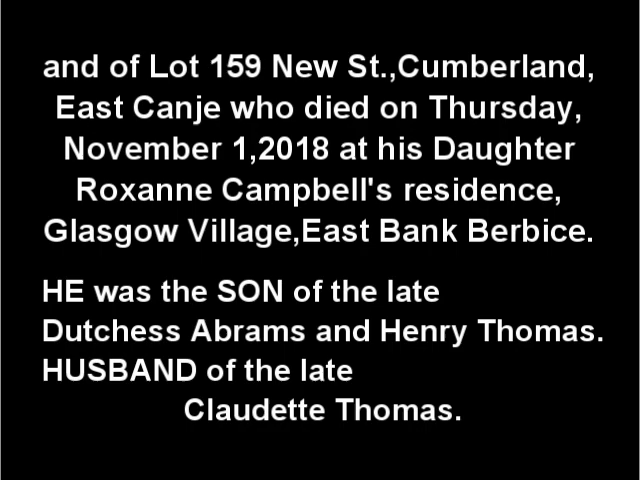 and of Lot 159 New St.,Cumberland,
East Canje who died on Thursday,
November 1,2018 at his Daughter
Roxanne Campbell's residence,
Glasgow Village,East Bank Berbice.
HE was the SON of the late
Dutchess Abrams and Henry Thomas.
HUSBAND of the late
Claudette Thomas.